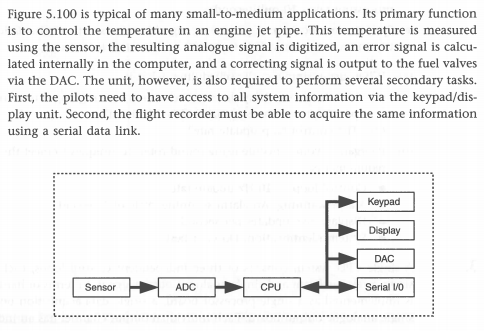 Figure 5.100 is typical of many small-to-medium applications. Its primary function
is to control the temperature in an engine jet pipe. This temperature is measured
using the sensor, the resulting analogue signal is digitized, an error signal is calcu-
lated internally in the computer, and a correcting signal is output to the fuel valves
via the DAC. The unit, however, is also required to perform several secondary tasks.
First, the pilots need to have access to all system information via the keypad/dis-
play unit. Second, the flight recorder must be able to acquire the same information
using a serial data link.
Keypad
Display
DAC
Sensor
ADC
CPU
Serial I/0